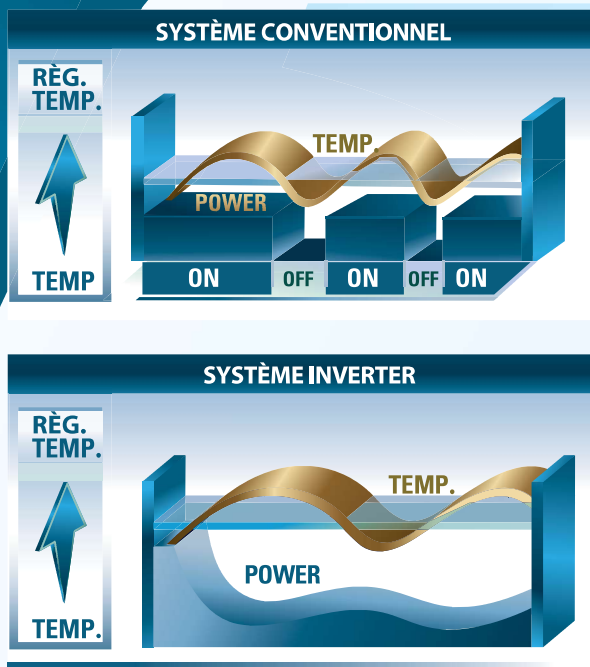 SYSTÈME CONVENTIONNEL
RÈG.
TEMP.
TEMP
TEMP.
POWER
ON OFF ON OFF ON
SYSTÈME INVERTER
RÈG.
TEMP.
TEMP.
TEMP.
POWER